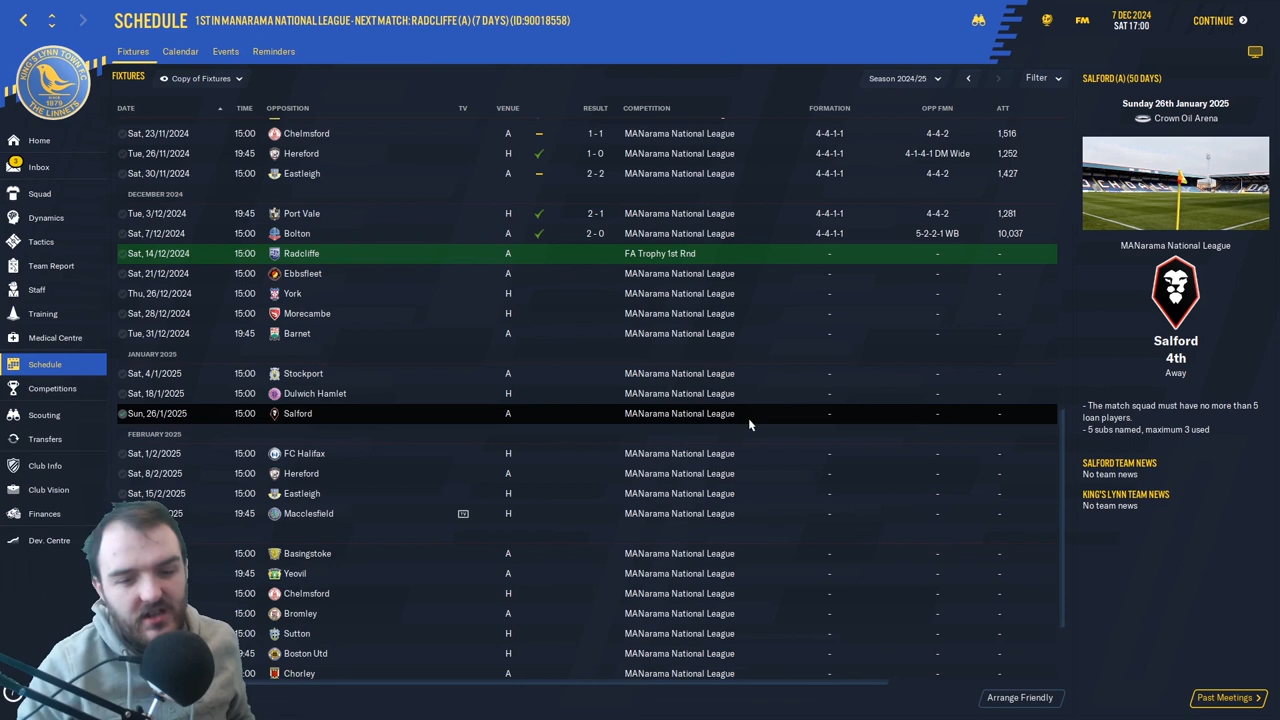 SCHEDULE 1ST IN MANARAMA NATIONAL LEAGUE - NEXT MATCH: RADCLIFFE (A) (7 DAYS) (ID:90018558)
FM 7 DEC 2024 SAT 17:00 CONTINUE
Fixtures Calendar Events Reminders
FIXTURES Copy of Fixtures Season 2024/25 Filter
DATE TIME OPPOSITION TV VENUE RESULT COMPETITION FORMATION OPP FMN ATT
Sat, 23/11/2024 15:00 Chelmsford A 1 - 1 MANarama National League 4-4-1-1 4-4-2 1,516
Tue, 26/11/2024 19:45 Hereford H 1 - 0 MANarama National League 4-4-1-1 4-1-4-1 DM Wide 1,252
Sat, 30/11/2024 15:00 Eastleigh A 2 - 2 MANarama National League 4-4-1-1 4-4-2 1,427
DECEMBER 2024
Tue, 3/12/2024 19:45 Port Vale H 2 - 1 MANarama National League 4-4-1-1 4-4-2 1,281
Sat, 7/12/2024 15:00 Bolton A 2 - 0 MANarama National League 4-4-1-1 5-2-2-1 WB 10,037
Sat, 14/12/2024 15:00 Radcliffe A FA Trophy 1st Rnd - - -
Sat, 21/12/2024 15:00 Ebbsfleet A MANarama National League - - -
Thu, 26/12/2024 15:00 York H MANarama National League - - -
Sat, 28/12/2024 15:00 Morecambe H MANarama National League - - -
Tue, 31/12/2024 19:45 Barnet A MANarama National League - - -
JANUARY 2025
Sat, 4/1/2025 15:00 Stockport A MANarama National League - - -
Sat, 18/1/2025 15:00 Dulwich Hamlet H MANarama National League - - -
Sun, 26/1/2025 15:00 Salford A MANarama National League - - -
FEBRUARY 2025
Sat, 1/2/2025 15:00 FC Halifax H MANarama National League - - -
Sat, 8/2/2025 15:00 Hereford A MANarama National League - - -
Sat, 15/2/2025 15:00 Eastleigh H MANarama National League - - -
19:45 Macclesfield TV H MANarama National League - - -
15:00 Basingstoke A MANarama National League - - -
19:45 Yeovil A MANarama National League - - -
15:00 Chelmsford H MANarama National League - - -
15:00 Bromley A MANarama National League - - -
15:00 Sutton H MANarama National League - - -
Boston Utd H MANarama National League - - -
Chorley A MANarama National League - - -
Arrange Friendly
KING'S LYNN TOWN F.C
SINCE
1879
THE LINNETS
Home
3 Inbox
Squad
Dynamics
Tactics
Team Report
Staff
Training
Medical Centre
Schedule
Competitions
Scouting
Transfers
Club Info
Club Vision
Finances
Dev. Centre
SALFORD (A) (50 DAYS)
Sunday 26th January 2025
Crown Oil Arena
MANarama National League
Salford
4th
Away
- The match squad must have no more than 5
loan players.
- 5 subs named, maximum 3 used
SALFORD TEAM NEWS
No team news
KING'S LYNN TEAM NEWS
No team news
Past Meetings